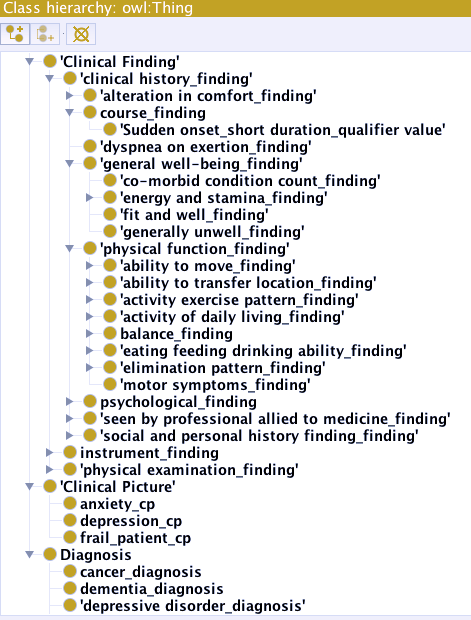 Class hierarchy: owl:Thing
'Clinical Finding'
'clinical history_finding'
'alteration in comfort_finding'
course_finding
'Sudden onset_short duration_qualifier value'
'dyspnea on exertion_finding'
'general well-being_finding'
'co-morbid condition count_finding'
'energy and stamina_finding'
'fit and well_finding'
'generally unwell_finding'
'physical function_finding'
'ability to move_finding'
'ability to transfer location_finding'
'activity exercise pattern_finding'
'activity of daily living_finding'
balance_finding
'eating feeding drinking ability_finding'
'elimination pattern_finding'
'motor symptoms_finding'
psychological_finding
'seen by professional allied to medicine_finding'
'social and personal history finding_finding'
instrument_finding
'physical examination_finding'
'Clinical Picture'
anxiety_cp
depression_cp
frail_patient_cp
Diagnosis
cancer_diagnosis
dementia_diagnosis
'depressive disorder_diagnosis'